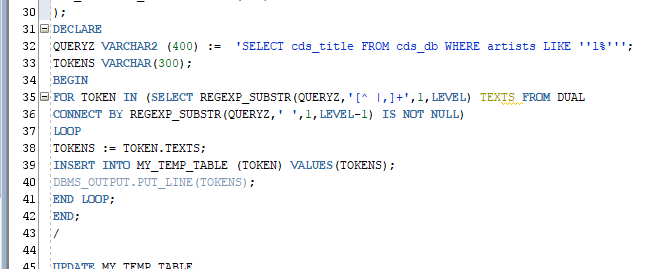 30 );
31 DECLARE
32 QUERYZ VARCHAR2 (400) := 'SELECT cds_title FROM cds_db WHERE artists LIKE ''1%''';
33 TOKENS VARCHAR(300);
34 BEGIN
35 FOR TOKEN IN (SELECT REGEXP_SUBSTR(QUERYZ,'[^ |,]+',1,LEVEL) TEXTS FROM DUAL
36 CONNECT BY REGEXP_SUBSTR(QUERYZ,' ',1,LEVEL-1) IS NOT NULL)
37 LOOP
38 TOKENS := TOKEN.TEXTS;
39 INSERT INTO MY_TEMP_TABLE (TOKEN) VALUES(TOKENS);
40 DBMS_OUTPUT.PUT_LINE(TOKENS);
41 END LOOP;
42 END;
43 /
44
45 UPDATE MY_TEMP_TABLE